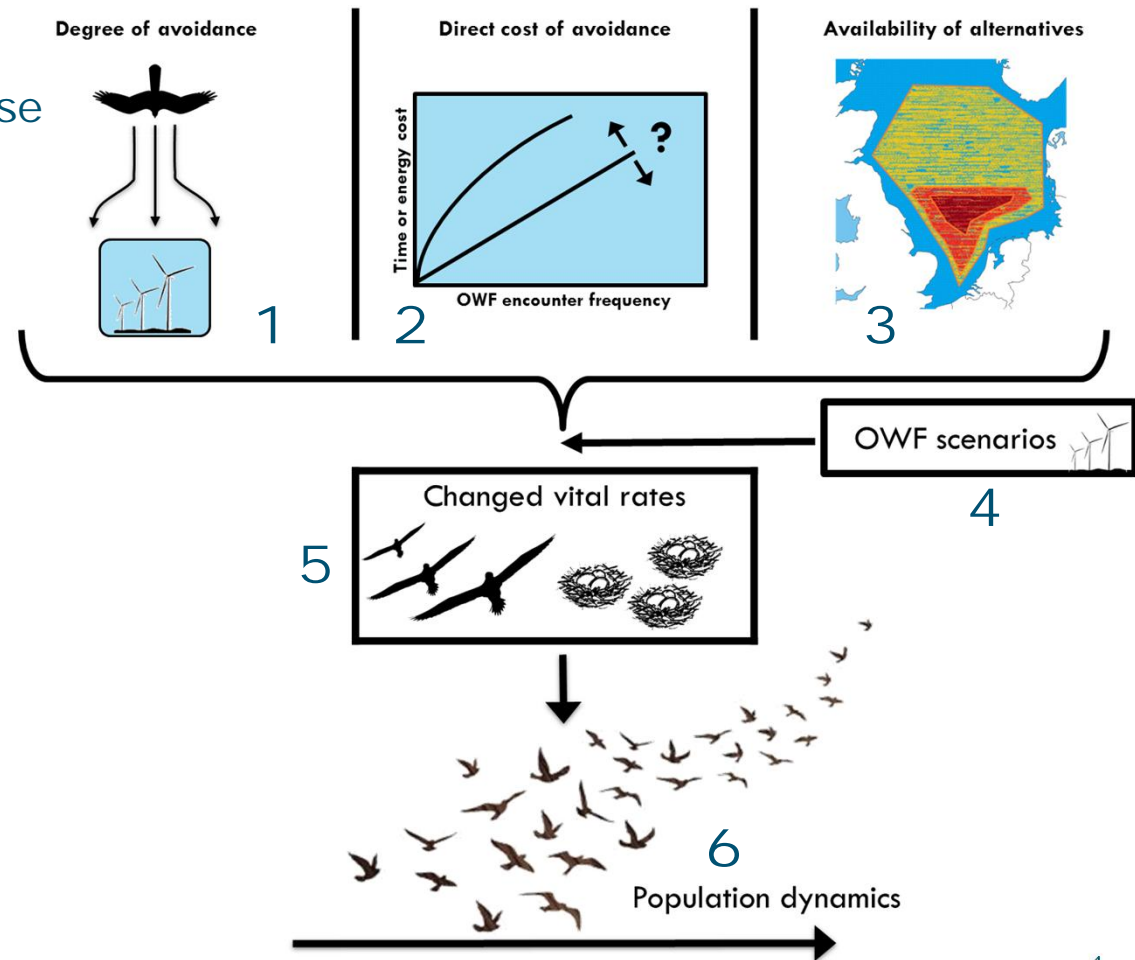 Degree of avoidance
Direct cost of avoidance
Availability of alternatives
se
Time or energy cost
?
OWF encounter frequency
1
2
3
OWF scenarios
4
Changed vital rates
5
6
Population dynamics